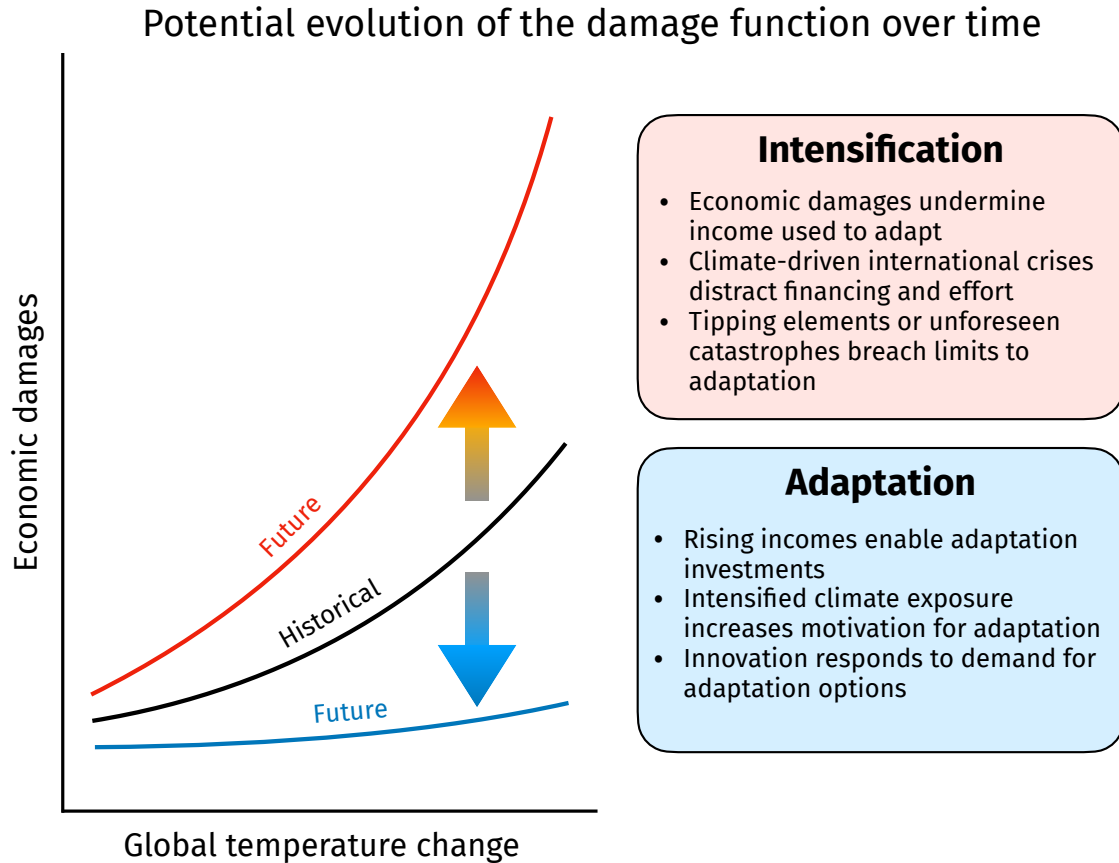 Potential evolution of the damage function over time
Economic damages
Global temperature change
Future
Historical
Future
Intensification
• Economic damages undermine
income used to adapt
• Climate-driven international crises
distract financing and effort
• Tipping elements or unforeseen
catastrophes breach limits to
adaptation
Adaptation
• Rising incomes enable adaptation
investments
• Intensified climate exposure
increases motivation for adaptation
• Innovation responds to demand for
adaptation options